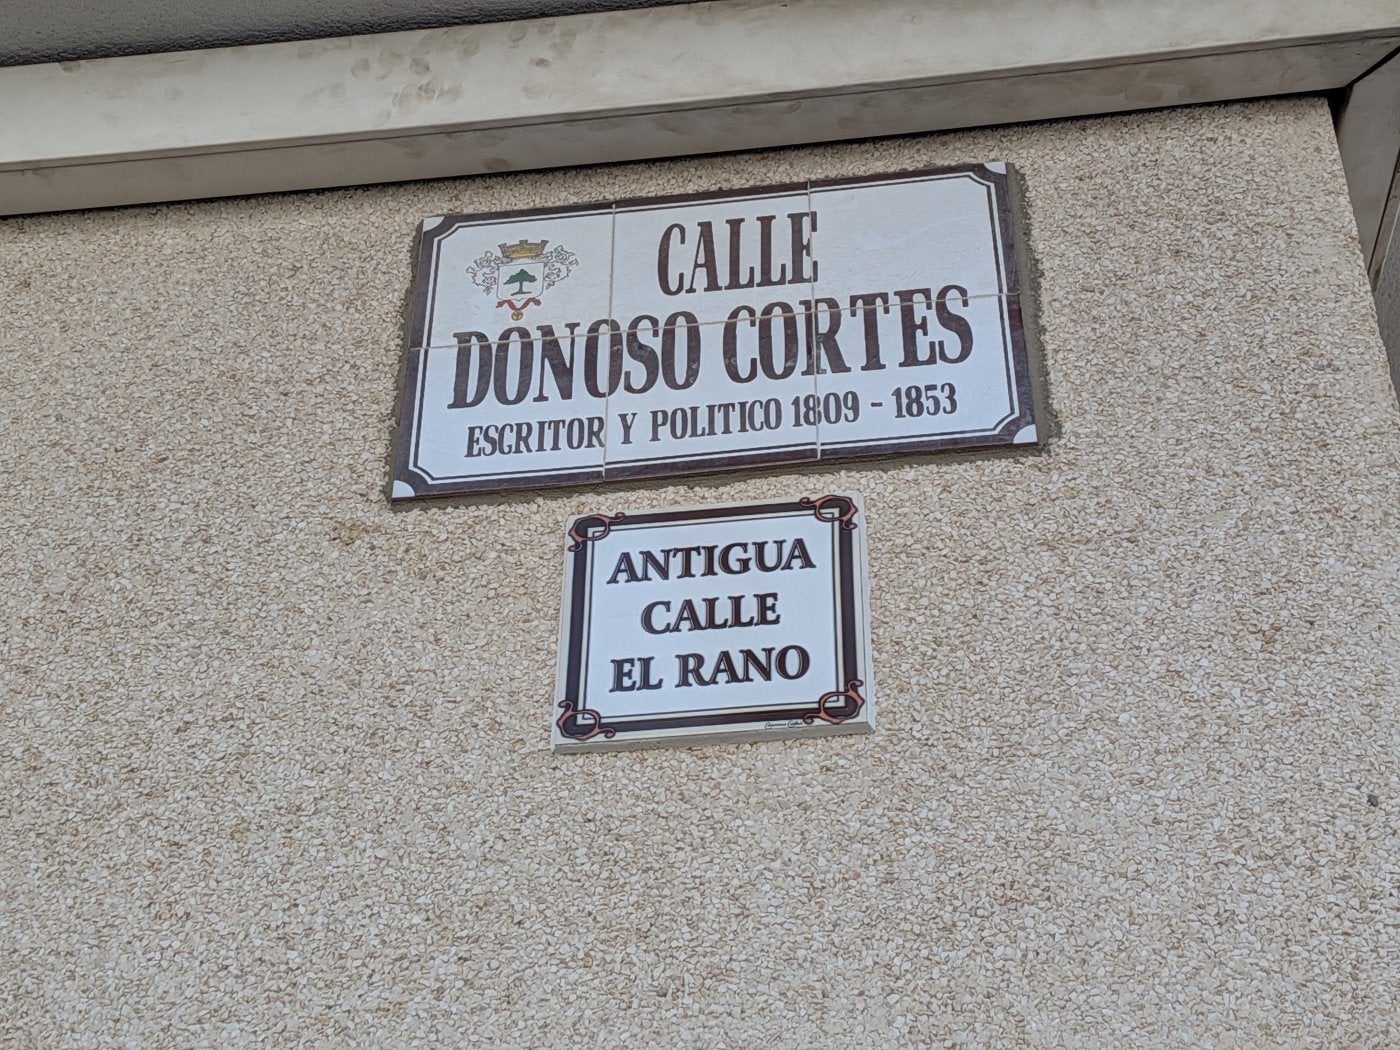 CALLE
DONOSO CORTES
ESCRITOR Y POLITICO 1809 - 1853
ANTIGUA
CALLE
EL RANO